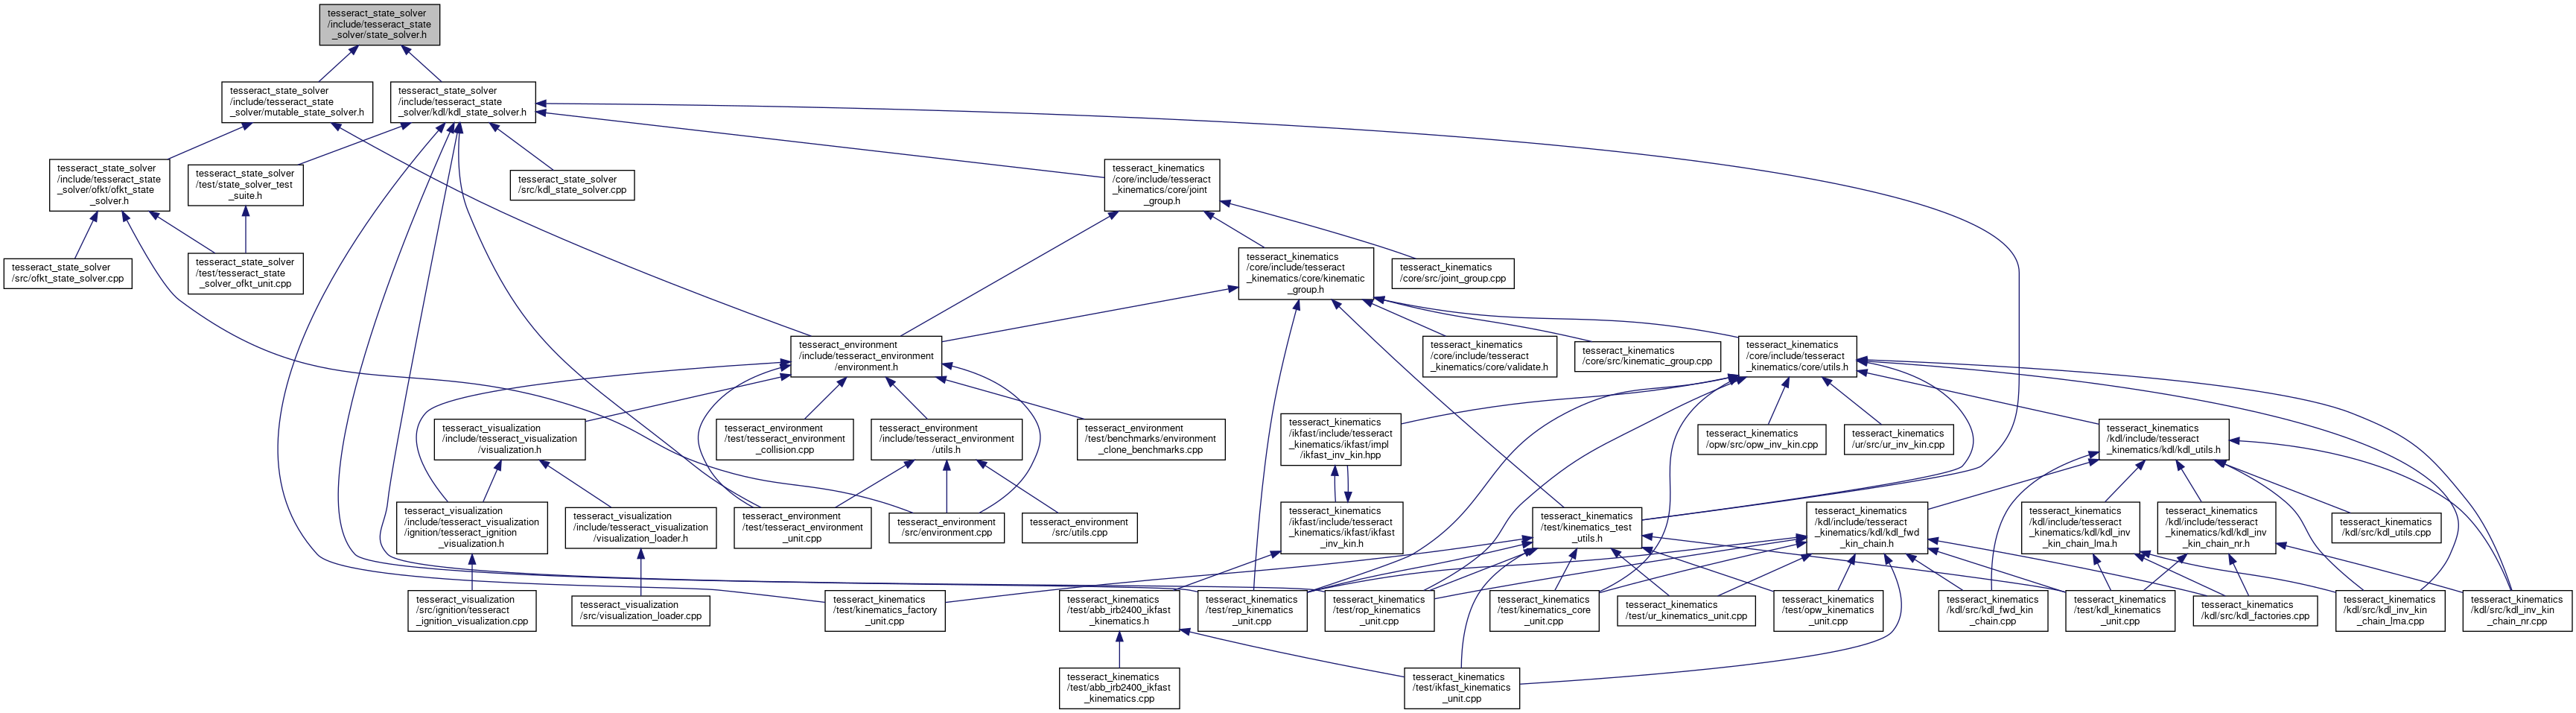 tesseract_state_solver
/include/tesseract_state
_solver/state_solver.h
tesseract_state_solver
/include/tesseract_state
_solver/mutable_state_solver.h
tesseract_state_solver
/include/tesseract_state
_solver/kdl/kdl_state_solver.h
tesseract_state_solver
/include/tesseract_state
_solver/ofkt/ofkt_state
_solver.h
tesseract_state_solver
/test/state_solver_test
_suite.h
tesseract_state_solver
/src/kdl_state_solver.cpp
tesseract_kinematics
/core/include/tesseract
_kinematics/core/joint
_group.h
tesseract_state_solver
/src/ofkt_state_solver.cpp
tesseract_state_solver
/test/tesseract_state
_solver_ofkt_unit.cpp
tesseract_kinematics
/core/include/tesseract
_kinematics/core/kinematic
_group.h
tesseract_kinematics
/core/src/joint_group.cpp
tesseract_environment
/include/tesseract_environment
/environment.h
tesseract_kinematics
/core/include/tesseract
_kinematics/core/validate.h
tesseract_kinematics
/core/src/kinematic_group.cpp
tesseract_kinematics
/core/include/tesseract
_kinematics/core/utils.h
tesseract_visualization
/include/tesseract_visualization
/visualization.h
tesseract_environment
/test/tesseract_environment
_collision.cpp
tesseract_environment
/include/tesseract_environment
/utils.h
tesseract_environment
/test/benchmarks/environment
_clone_benchmarks.cpp
tesseract_kinematics
/ikfast/include/tesseract
_kinematics/ikfast/impl
/ikfast_inv_kin.hpp
tesseract_kinematics
/opw/src/opw_inv_kin.cpp
tesseract_kinematics
/ur/src/ur_inv_kin.cpp
tesseract_kinematics
/kdl/include/tesseract
_kinematics/kdl/kdl_utils.h
tesseract_visualization
/include/tesseract_visualization
/ignition/tesseract_ignition
_visualization.h
tesseract_visualization
/include/tesseract_visualization
/visualization_loader.h
tesseract_environment
/test/tesseract_environment
_unit.cpp
tesseract_environment
/src/environment.cpp
tesseract_environment
/src/utils.cpp
tesseract_kinematics
/ikfast/include/tesseract
_kinematics/ikfast/ikfast
_inv_kin.h
tesseract_kinematics
/test/kinematics_test
_utils.h
tesseract_kinematics
/kdl/include/tesseract
_kinematics/kdl/kdl_fwd
_kin_chain.h
tesseract_kinematics
/kdl/include/tesseract
_kinematics/kdl/kdl_inv
_kin_chain_lma.h
tesseract_kinematics
/kdl/include/tesseract
_kinematics/kdl/kdl_inv
_kin_chain_nr.h
tesseract_kinematics
/kdl/src/kdl_utils.cpp
tesseract_visualization
/src/ignition/tesseract
_ignition_visualization.cpp
tesseract_visualization
/src/visualization_loader.cpp
tesseract_kinematics
/test/kinematics_factory
_unit.cpp
tesseract_kinematics
/test/abb_irb2400_ikfast
_kinematics.h
tesseract_kinematics
/test/rep_kinematics
_unit.cpp
tesseract_kinematics
/test/rop_kinematics
_unit.cpp
tesseract_kinematics
/test/kinematics_core
_unit.cpp
tesseract_kinematics
/test/ur_kinematics_unit.cpp
tesseract_kinematics
/test/opw_kinematics
_unit.cpp
tesseract_kinematics
/kdl/src/kdl_fwd_kin
_chain.cpp
tesseract_kinematics
/test/kdl_kinematics
_unit.cpp
tesseract_kinematics
/kdl/src/kdl_factories.cpp
tesseract_kinematics
/kdl/src/kdl_inv_kin
_chain_lma.cpp
tesseract_kinematics
/kdl/src/kdl_inv_kin
_chain_nr.cpp
tesseract_kinematics
/test/abb_irb2400_ikfast
_kinematics.cpp
tesseract_kinematics
/test/ikfast_kinematics
_unit.cpp